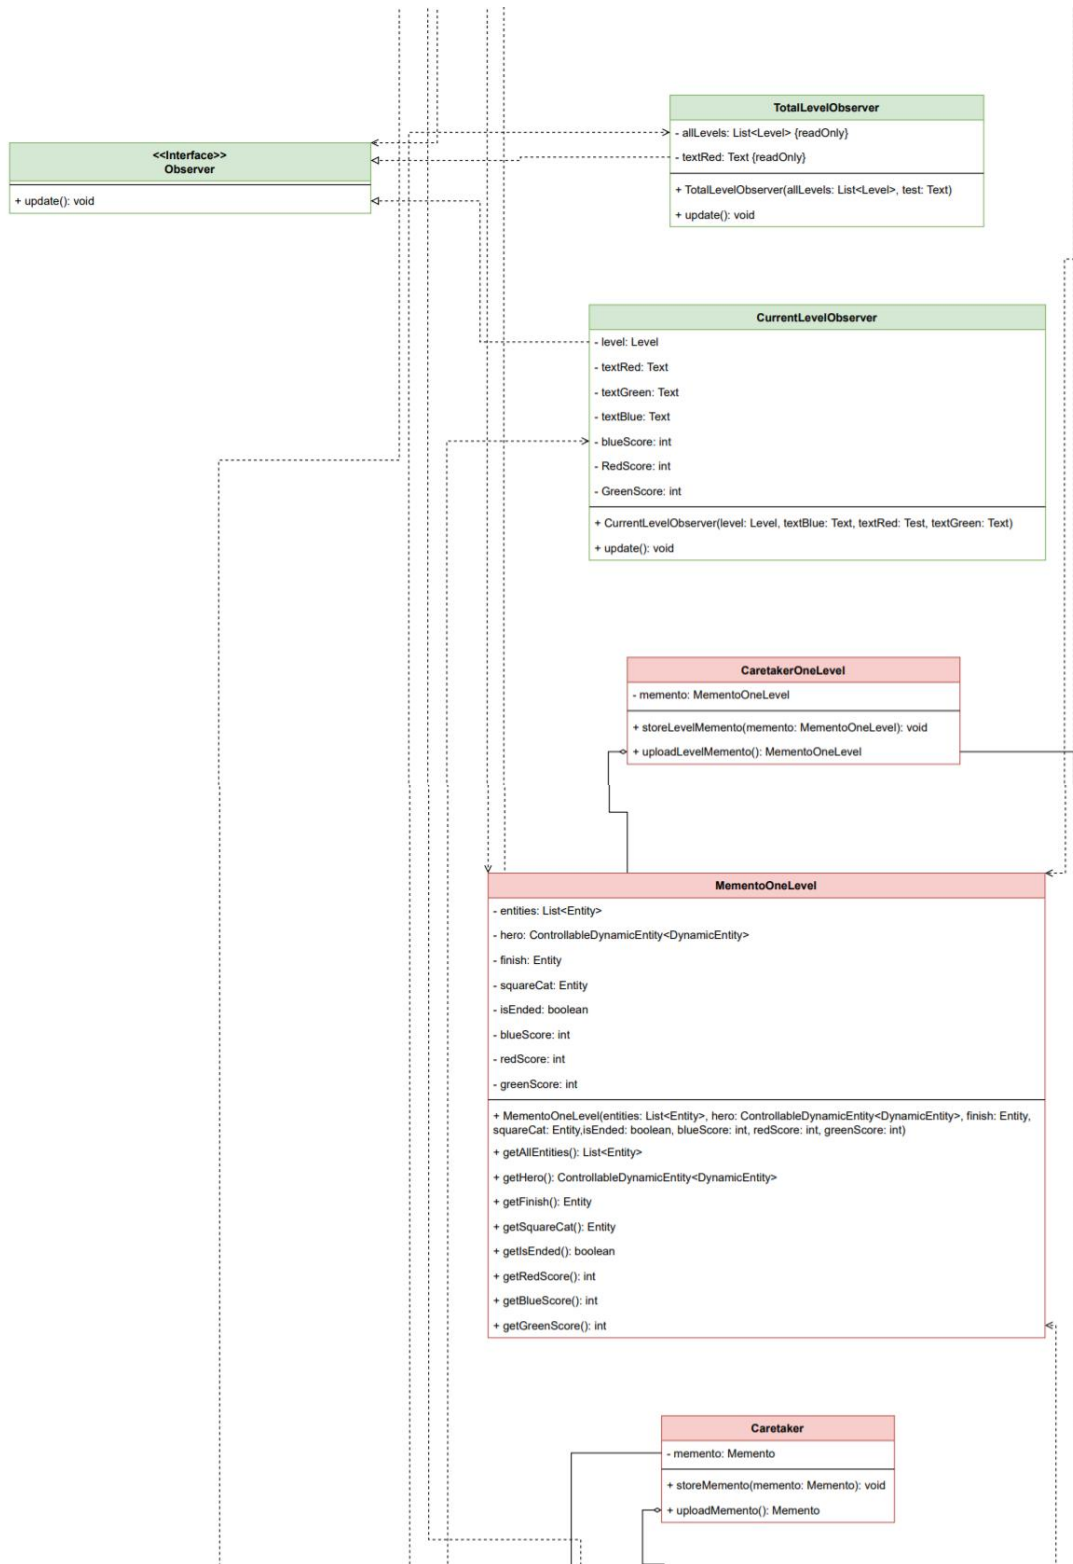 TotalLevelObserver
- allLevels: List<Level> {readOnly}
- textRed: Text {readOnly}
+ TotalLevelObserver(allLevels: List<Level>, test: Text)
+ update(): void
<<Interface>>
Observer
+ update(): void
CurrentLevelObserver
- level: Level
- textRed: Text
- textGreen: Text
- textBlue: Text
- blueScore: int
- RedScore: int
- GreenScore: int
+ CurrentLevelObserver(level: Level, textBlue: Text, textRed: Test, textGreen: Text)
+ update(): void
CaretakerOneLevel
- memento: MementoOneLevel
+ storeLevelMemento(memento: MementoOneLevel): void
+ uploadLevelMemento(): MementoOneLevel
MementoOneLevel
- entities: List<Entity>
- hero: ControllableDynamicEntity<DynamicEntity>
- finish: Entity
- squareCat: Entity
- isEnded: boolean
- blueScore: int
- redScore: int
- greenScore: int
+ MementoOneLevel(entities: List<Entity>, hero: ControllableDynamicEntity<DynamicEntity>, finish: Entity,
squareCat: Entity,isEnded: boolean, blueScore: int, redScore: int, greenScore: int)
+ getAllEntities(): List<Entity>
+ getHero(): ControllableDynamicEntity<DynamicEntity>
+ getFinish(): Entity
+ getSquareCat(): Entity
+ getIsEnded(): boolean
+ getRedScore(): int
+ getBlueScore(): int
+ getGreenScore(): int
Caretaker
- memento: Memento
+ storeMemento(memento: Memento): void
+ uploadMemento(): Memento